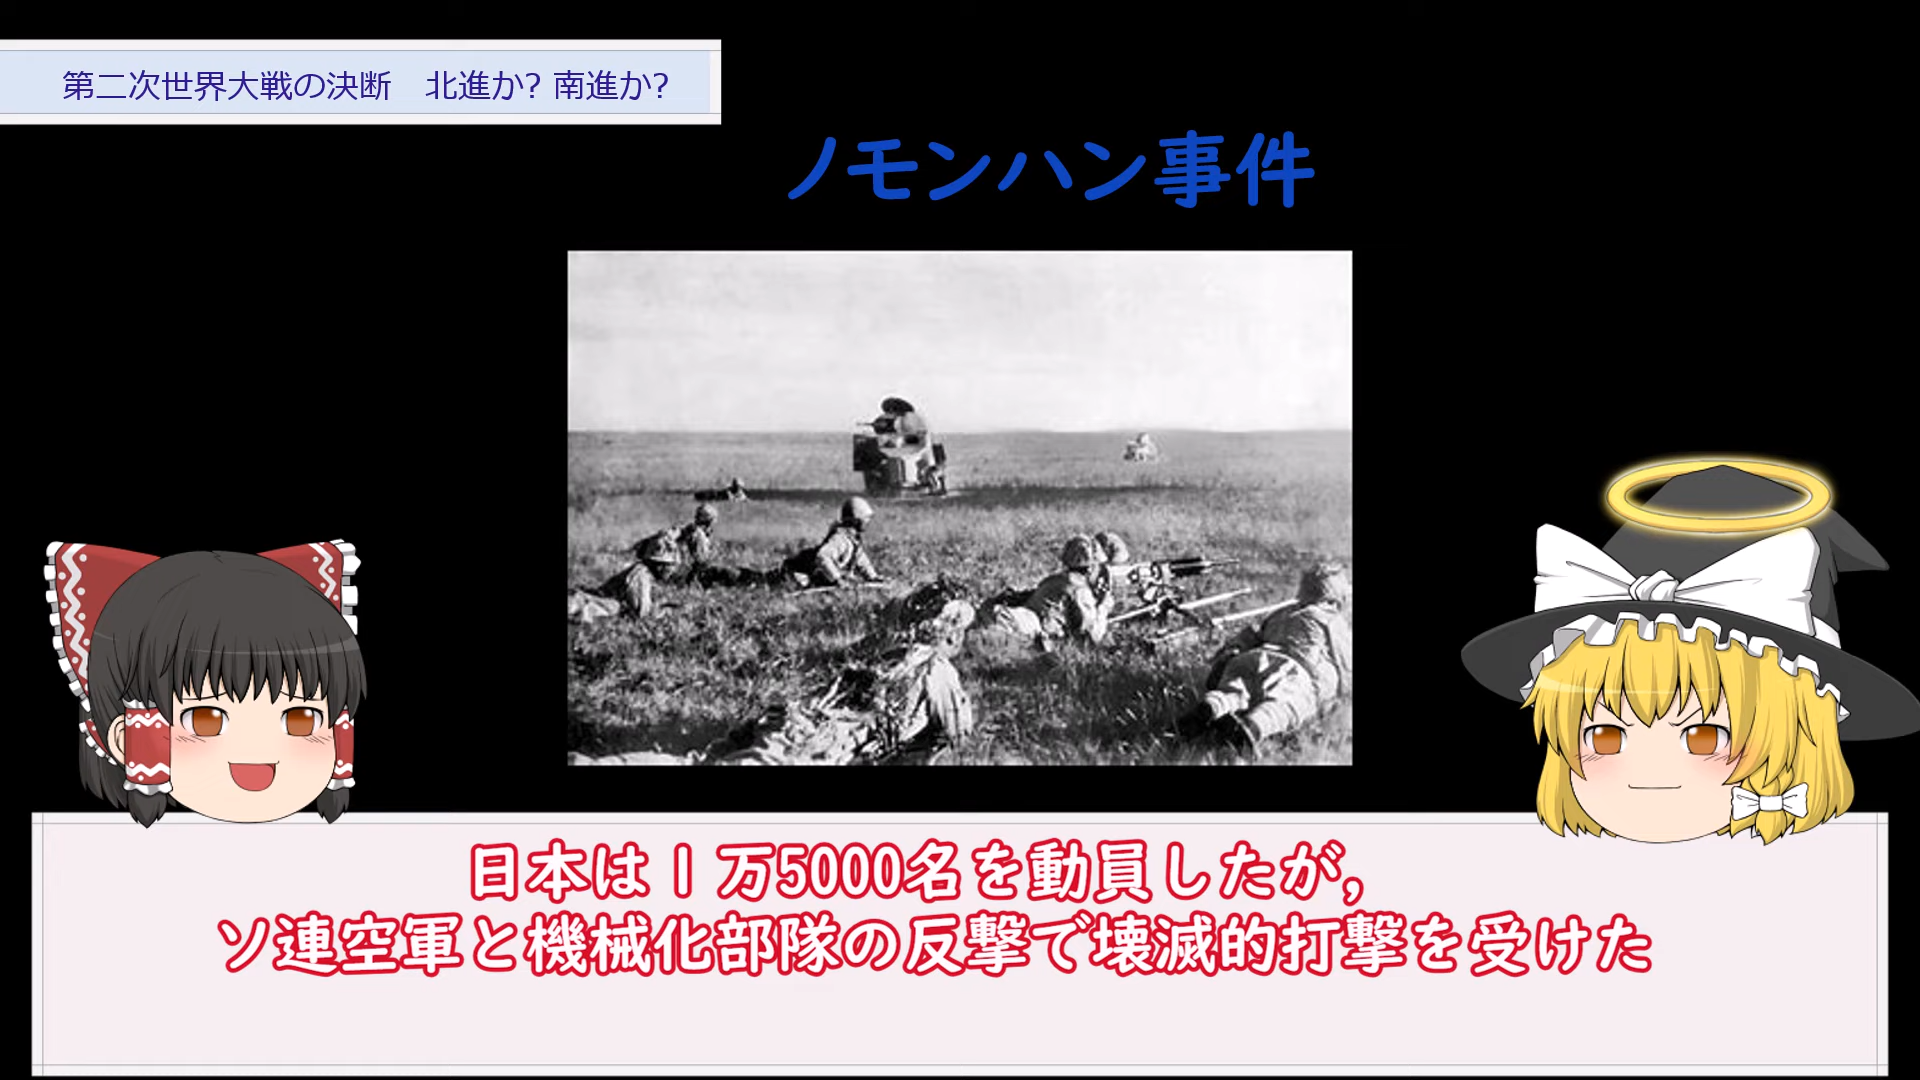 第二次世界大戦の決断　北進か? 南進か?
ノモンハン事件
日本は１万5000名を動員したが,
ソ連空軍と機械化部隊の反撃で壊滅的打撃を受けた